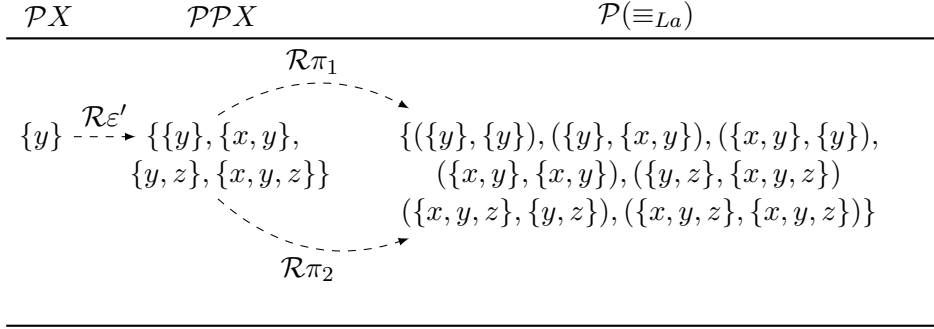 𝒫X 𝒫𝒫X 𝒫(≡_{La})
ℛπ₁
{y} ℛε′ {{y}, {x, y}, {({y}, {y}), ({y}, {x, y}), ({x, y}, {y}),
{y, z}, {x, y, z}} ({x, y}, {x, y}), ({y, z}, {x, y, z})
({x, y, z}, {y, z}), ({x, y, z}, {x, y, z})}
ℛπ₂